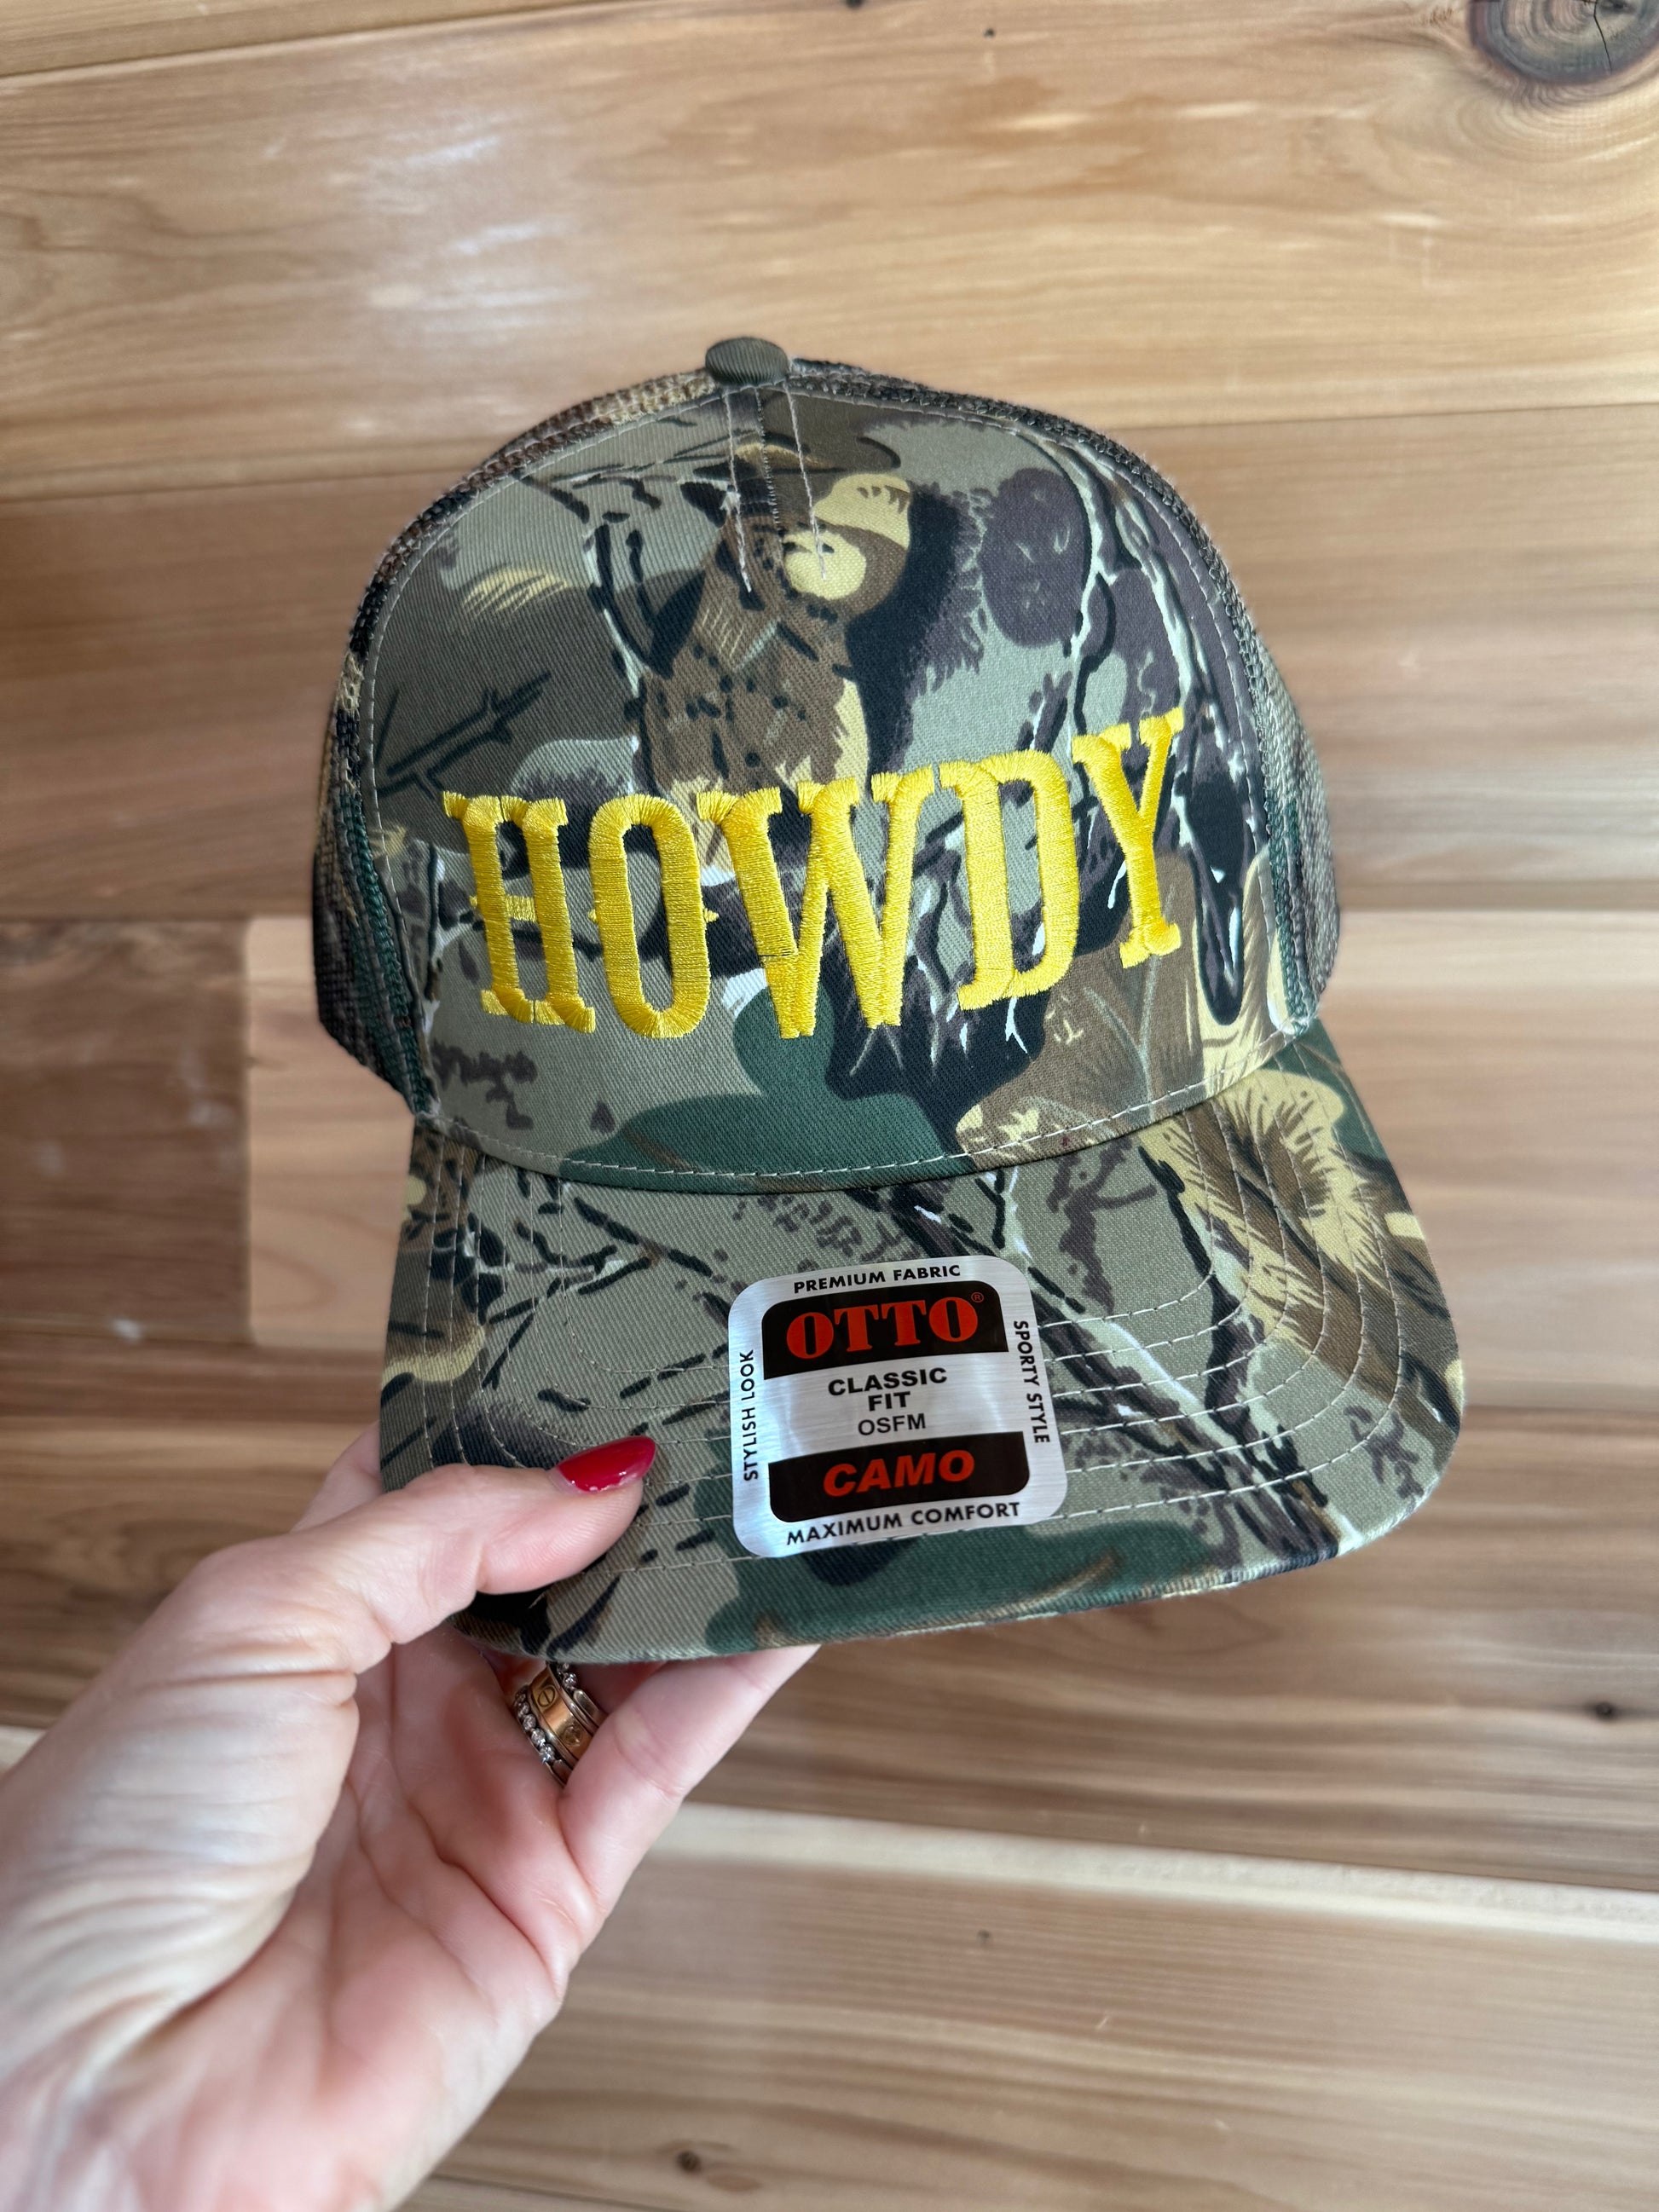 HOWDY
PREMIUM FABRIC
OTTO®
STYLISH LOOK
CLASSIC
FIT
OSFM
SPORTY STYLE
CAMO
MAXIMUM COMFORT